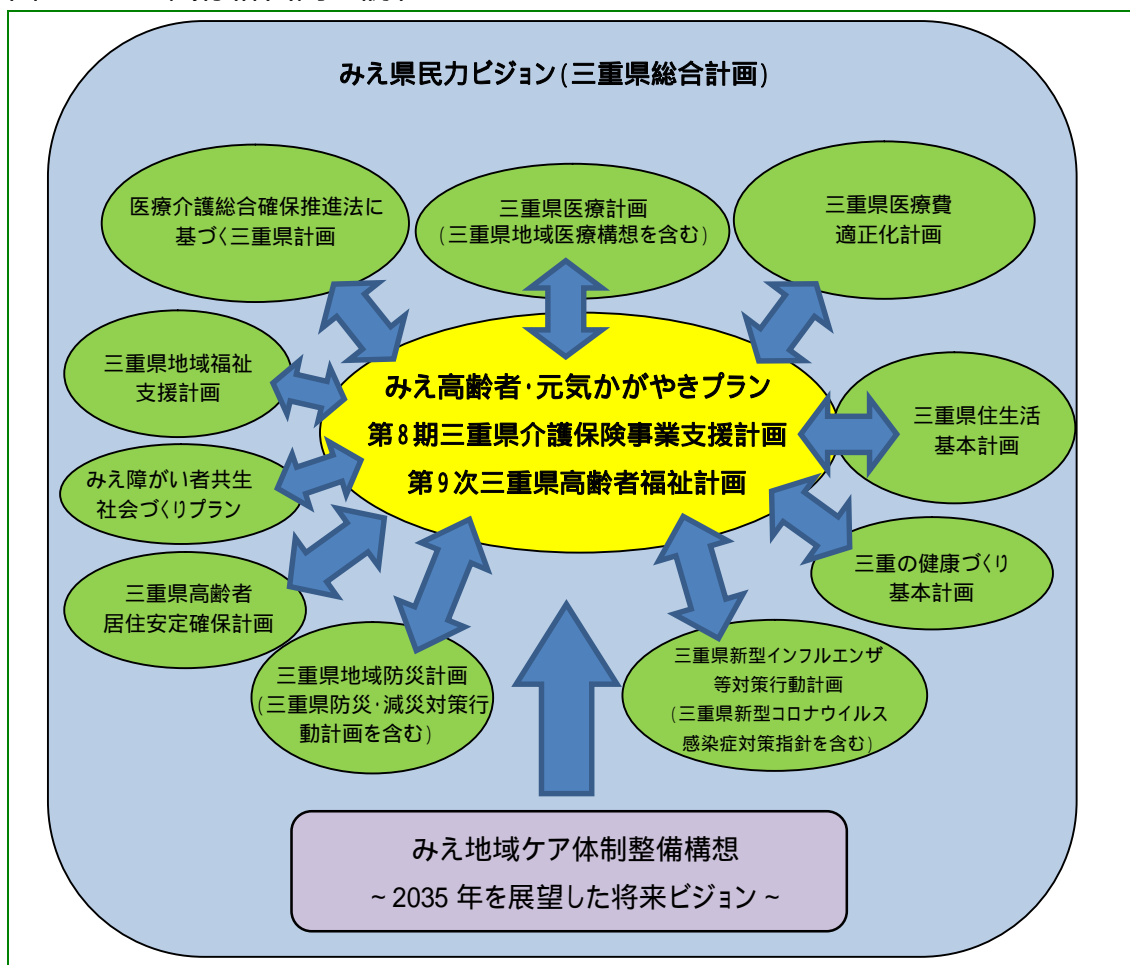 みえ県民力ビジョン(三重県総合計画)
医療介護総合確保推進法に
基づく三重県計画
三重県医療計画
(三重県地域医療構想を含む)
三重県医療費
適正化計画
三重県地域福祉
支援計画
みえ高齢者・元気かがやきプラン
第8期三重県介護保険事業支援計画
第9次三重県高齢者福祉計画
三重県住生活
基本計画
みえ障がい者共生
社会づくりプラン
三重の健康づくり
基本計画
三重県高齢者
居住安定確保計画
三重県地域防災計画
(三重県防災・減災対策行
動計画を含む)
三重県新型インフルエンザ
等対策行動計画
(三重県新型コロナウイルス
感染症対策指針を含む)
みえ地域ケア体制整備構想
~2035年を展望した将来ビジョン~